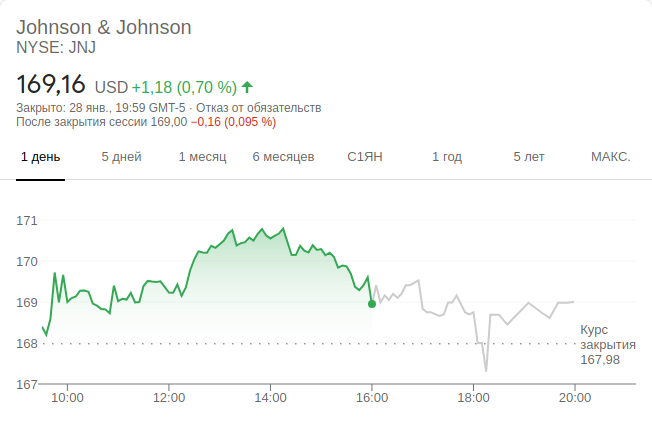 Johnson & Johnson
NYSE: JNJ
169,16 USD +1,18 (0,70 %)
Закрыто: 28 янв., 19:59 GMT-5 · Отказ от обязательств
После закрытия сессии 169,00 −0,16 (0,095 %)
1 день 5 дней 1 месяц 6 месяцев С1ЯН 1 год 5 лет МАКС.
171
170
169
168
167
Курс
закрытия
167,98
10:00 12:00 14:00 16:00 18:00 20:00